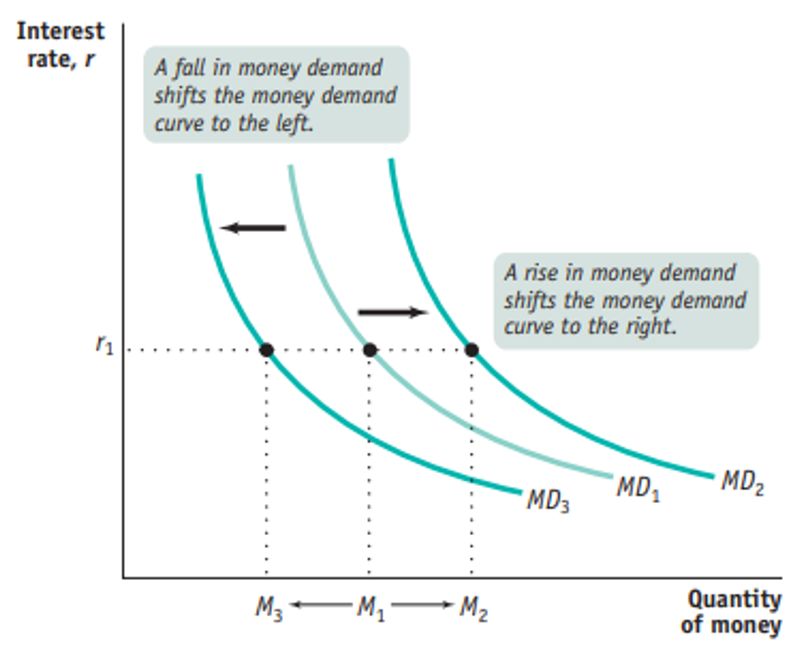 Interest
rate, r
A fall in money demand
shifts the money demand
curve to the left.
A rise in money demand
shifts the money demand
curve to the right.
r₁
MD₃
MD₁
MD₂
M₃ ← M₁ → M₂
Quantity
of money